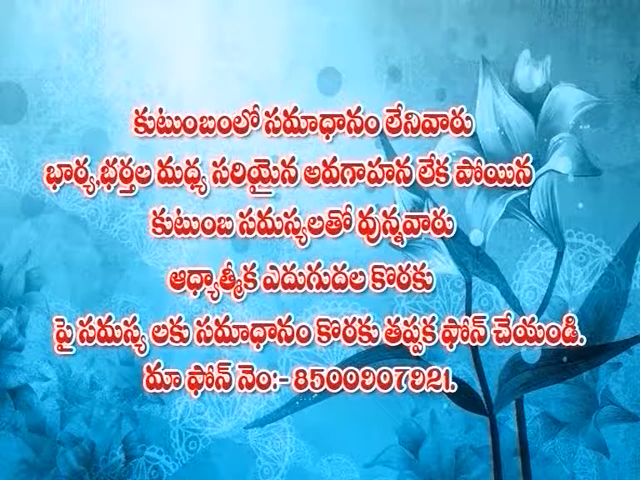 కుటుంబంలో సమాధానం లేనివారు
భార్య,భర్తల మధ్య సరియైన అవగాహన లేక పోయిన
కుటుంబ సమస్యలతో వున్నవారు
ఆధ్యాత్మీక ఎదుగుదల కొరకు
పై సమస్య లకు సమాధానం కొరకు తప్పక ఫోన్ చేయండి.
మా ఫోన్ నెం:- 8500907921.